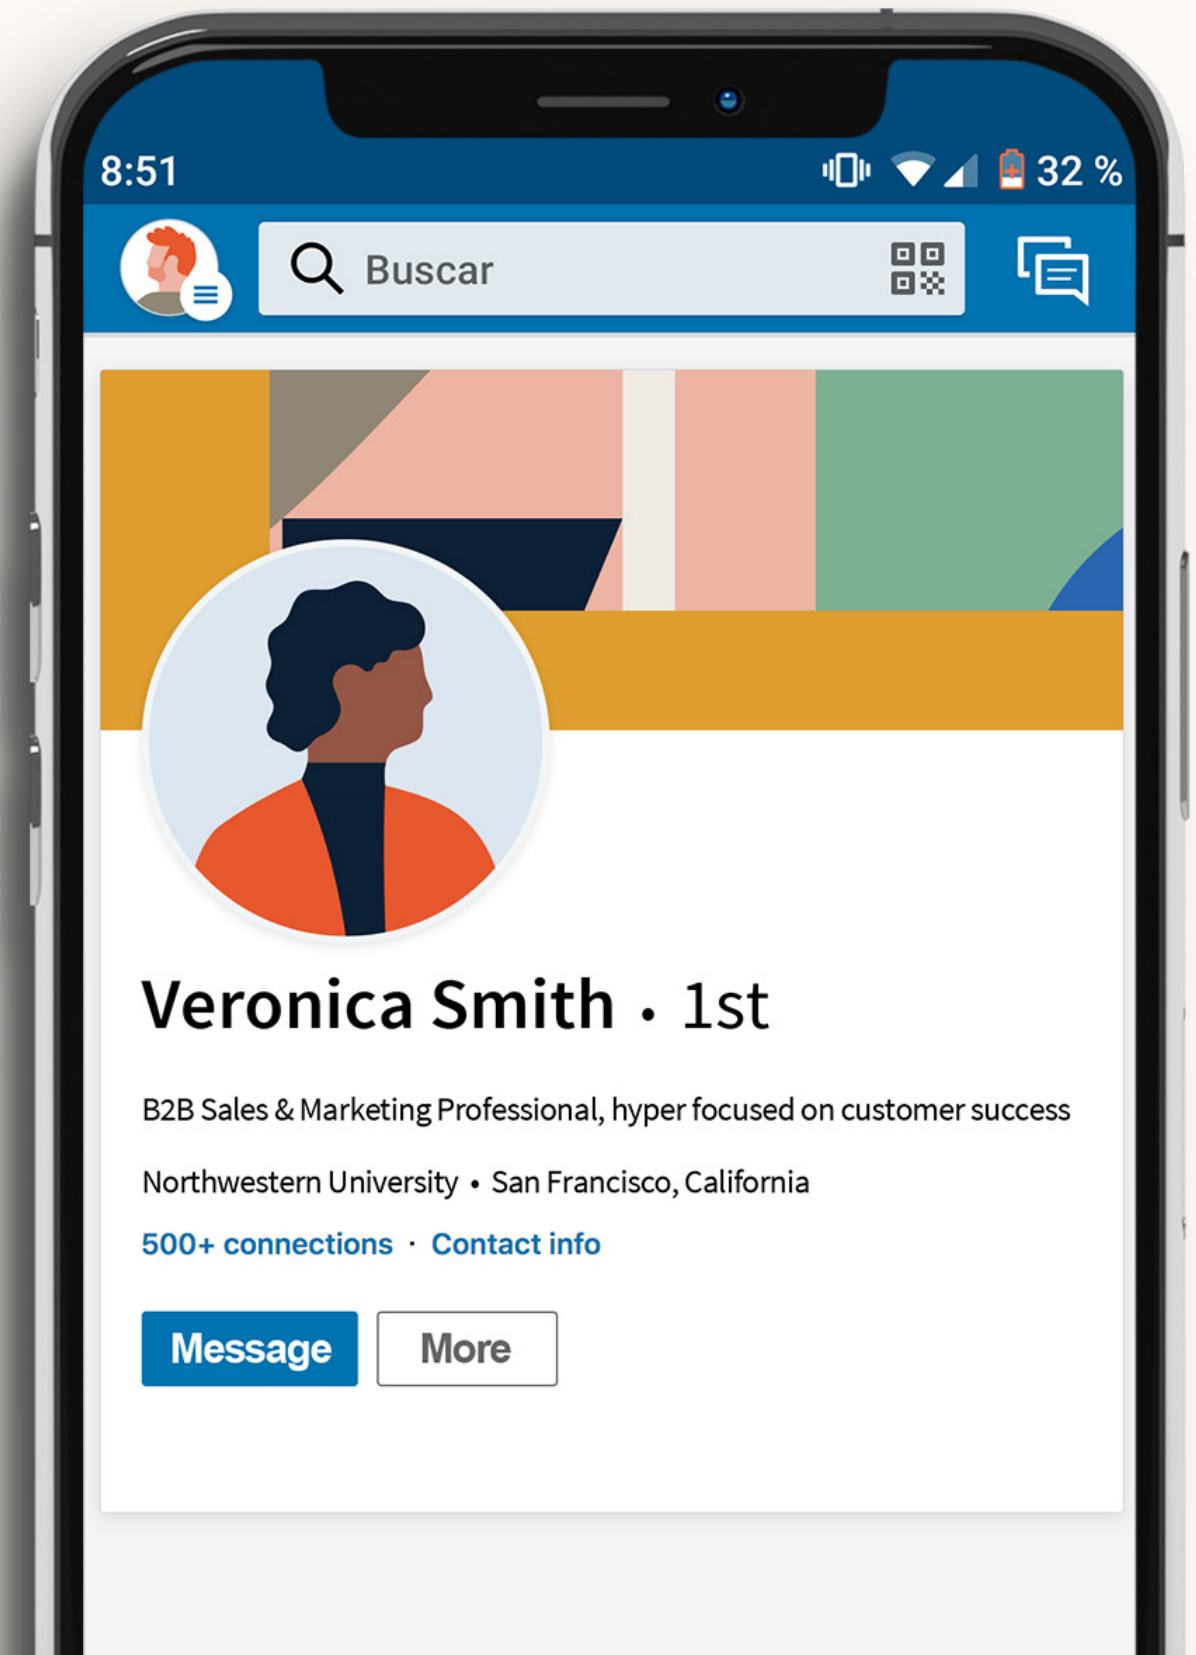 8:51 32 %
Buscar
Veronica Smith • 1st
B2B Sales & Marketing Professional, hyper focused on customer success
Northwestern University • San Francisco, California
500+ connections · Contact info
Message More